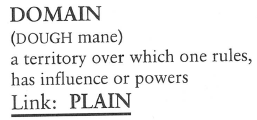 DOMAIN
(DOUGH mane)
a territory over which one rules,
has influence or powers
Link: PLAIN